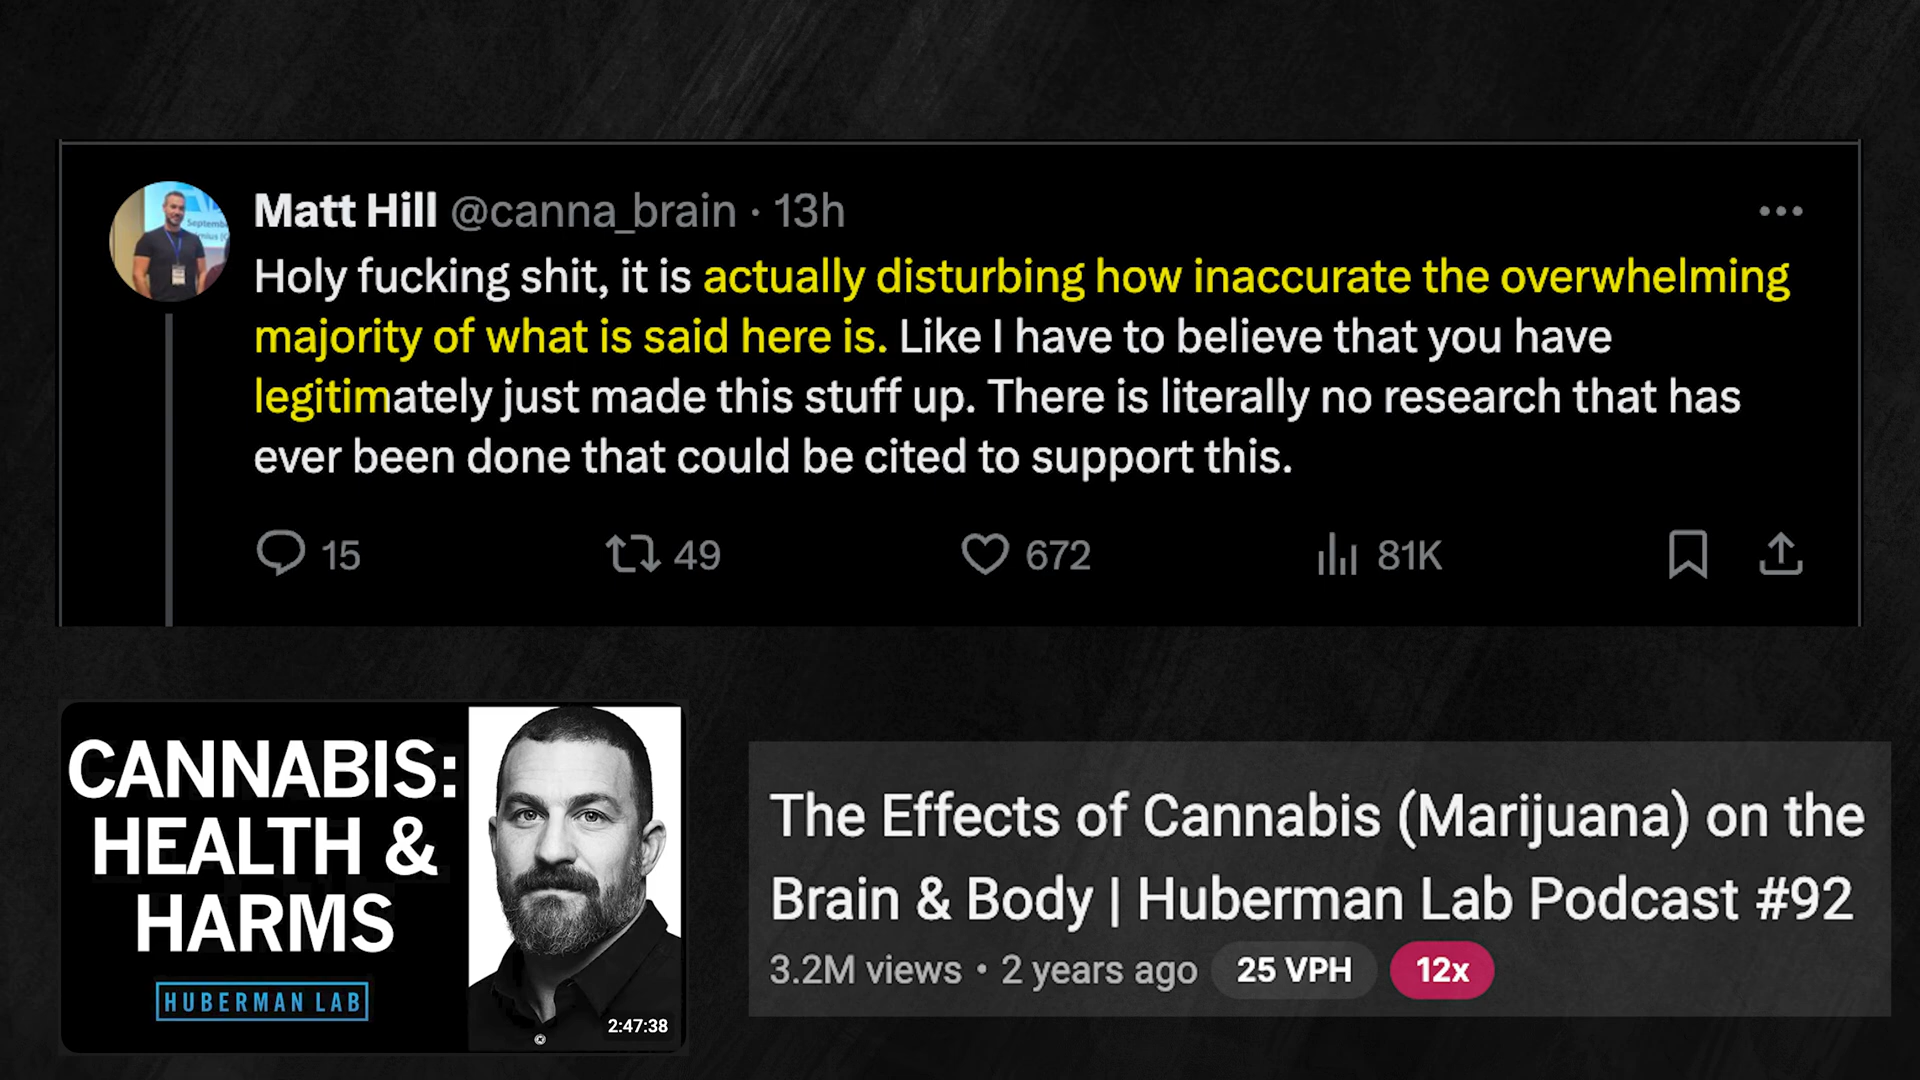 Matt Hill @canna_brain · 13h
Holy fucking shit, it is actually disturbing how inaccurate the overwhelming
majority of what is said here is. Like I have to believe that you have
legitimately just made this stuff up. There is literally no research that has
ever been done that could be cited to support this.
15 49 672 81K
CANNABIS:
HEALTH &
HARMS
HUBERMAN LAB
2:47:38
The Effects of Cannabis (Marijuana) on the
Brain & Body | Huberman Lab Podcast #92
3.2M views • 2 years ago 25 VPH 12x